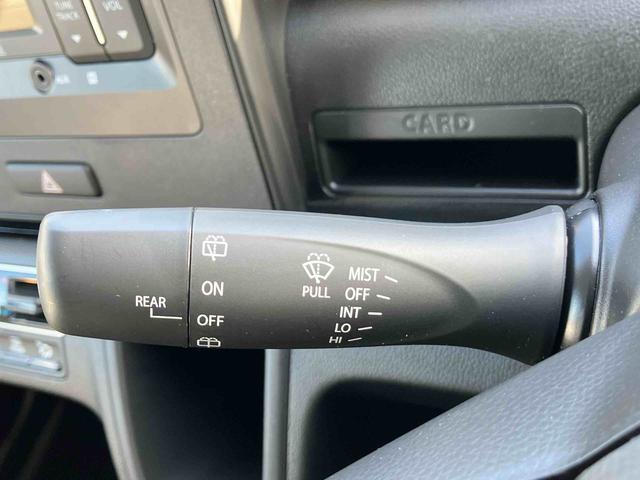 TUNE
TRACK
VOL
AUX
CARD
ON
REAR
OFF
PULL
MIST
OFF
INT
LO
HI